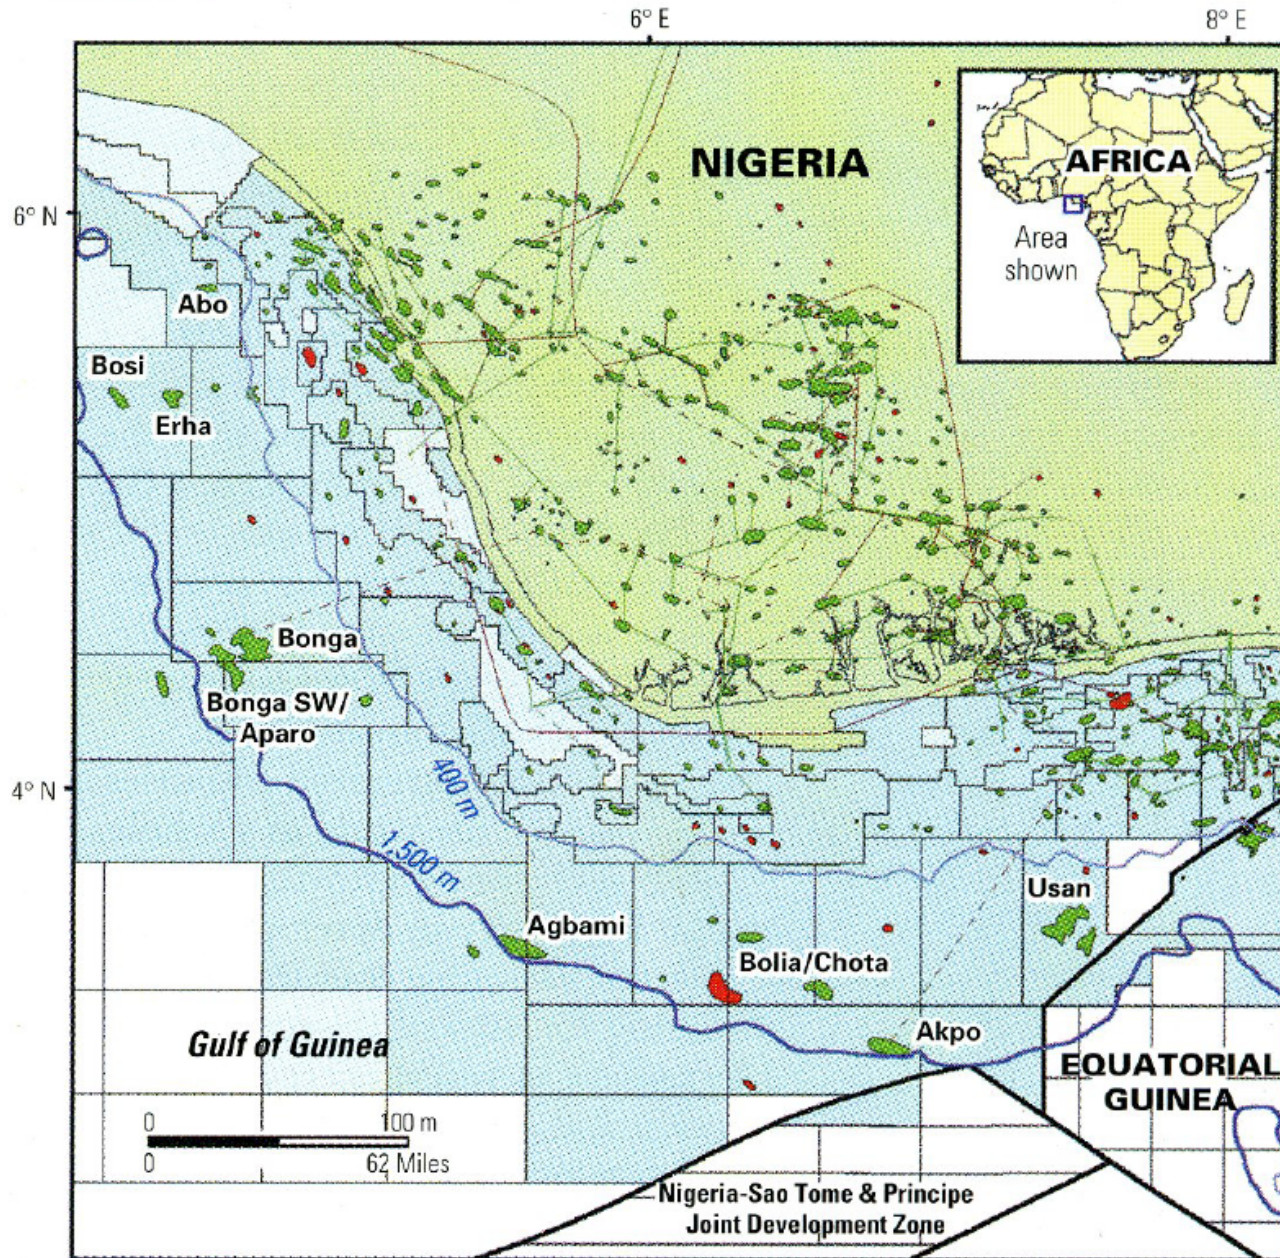 6° E
8° E
NIGERIA
AFRICA
Area
shown
6° N
Abo
Bosi
Erha
Bonga
Bonga SW/
Aparo
4° N
400 m
1,500 m
Usan
Agbami
Bolia/Chota
Akpo
Gulf of Guinea
EQUATORIAL
GUINEA
0
100 m
0
62 Miles
Nigeria-Sao Tome & Principe
Joint Development Zone